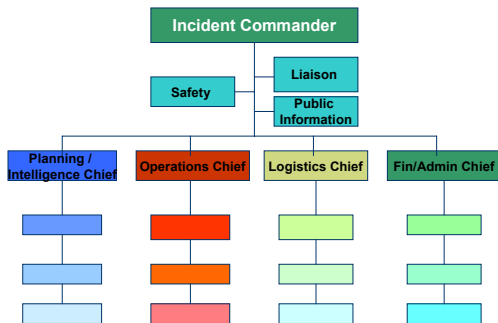 Incident Commander
Liaison
Safety
Public
Information
Planning /
Intelligence Chief
Operations Chief
Logistics Chief
Fin/Admin Chief